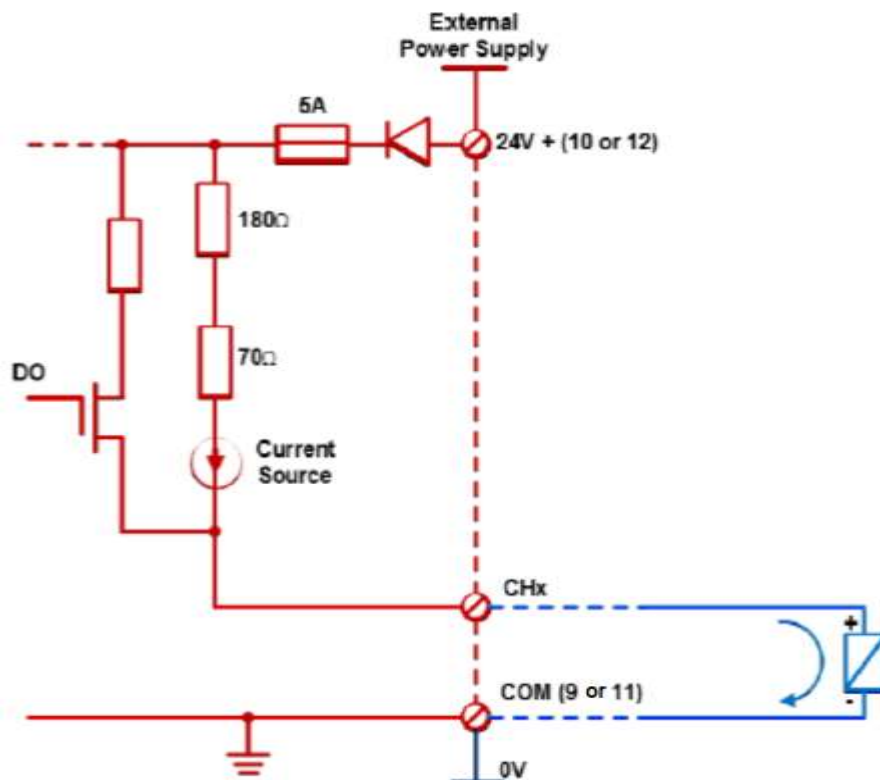 External
Power Supply
5A
24V + (10 or 12)
180Ω
70Ω
DO
Current
Source
CHx
+
COM (9 or 11)
-
0V